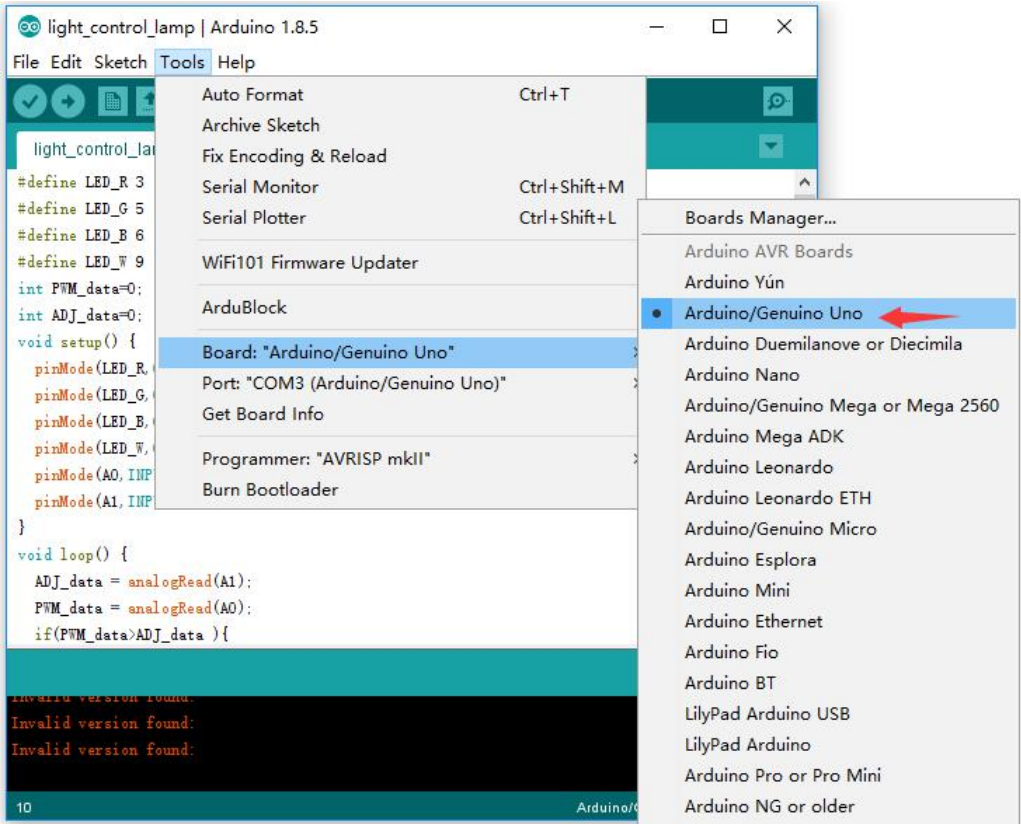 light_control_lamp | Arduino 1.8.5
File Edit Sketch Tools Help
light_control_la
#define LED_R 3
#define LED_G 5
#define LED_B 6
#define LED_W 9
int PWM_data=0;
int ADJ_data=0;
void setup() {
pinMode(LED_R,
pinMode(LED_G,
pinMode(LED_B,
pinMode(LED_W,
pinMode(A0,INP
pinMode(A1,INP
}
void loop() {
ADJ_data = analogRead(A1);
PWM_data = analogRead(A0);
if(PWM_data>ADJ_data ){
Invalid version found:
Invalid version found:
Invalid version found:
10 Arduino/
Auto Format Ctrl+T
Archive Sketch
Fix Encoding & Reload
Serial Monitor Ctrl+Shift+M
Serial Plotter Ctrl+Shift+L
WiFi101 Firmware Updater
ArduBlock
Board: "Arduino/Genuino Uno"
Port: "COM3 (Arduino/Genuino Uno)"
Get Board Info
Programmer: "AVRISP mkII"
Burn Bootloader
Boards Manager...
Arduino AVR Boards
Arduino Yún
Arduino/Genuino Uno
Arduino Duemilanove or Diecimila
Arduino Nano
Arduino/Genuino Mega or Mega 2560
Arduino Mega ADK
Arduino Leonardo
Arduino Leonardo ETH
Arduino/Genuino Micro
Arduino Esplora
Arduino Mini
Arduino Ethernet
Arduino Fio
Arduino BT
LilyPad Arduino USB
LilyPad Arduino
Arduino Pro or Pro Mini
Arduino NG or older